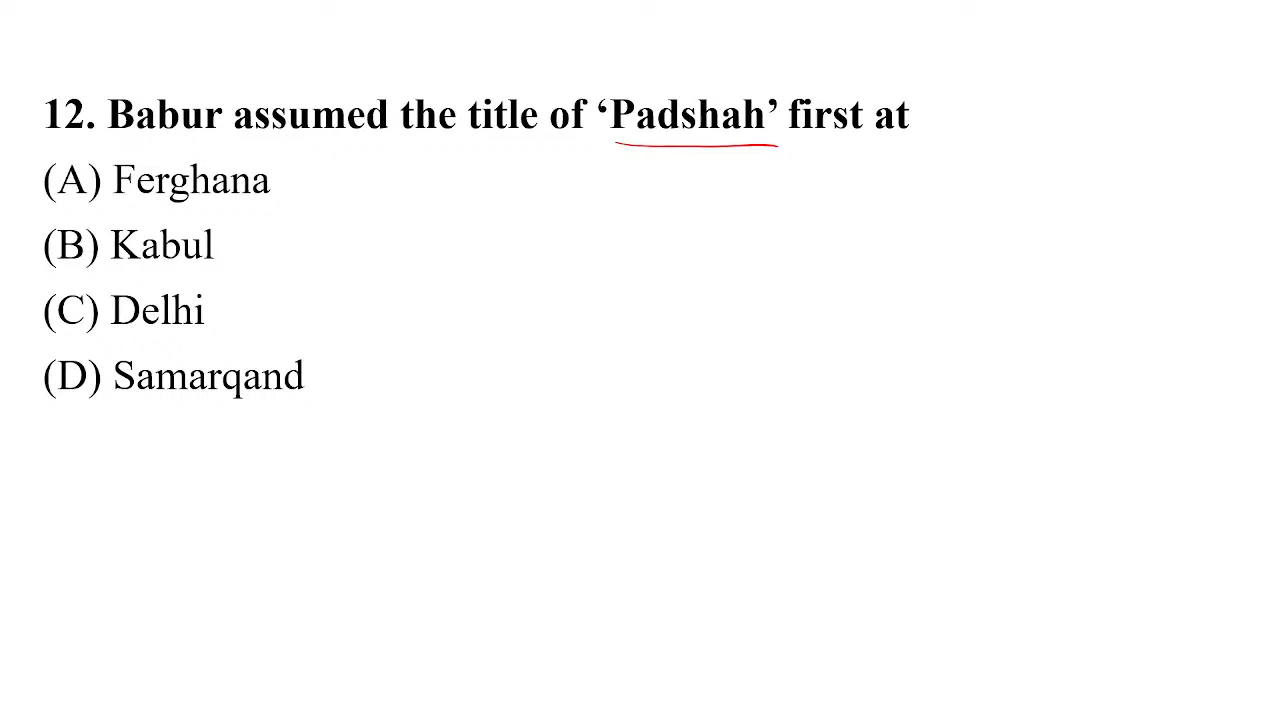 12. Babur assumed the title of ‘Padshah’ first at
(A) Ferghana
(B) Kabul
(C) Delhi
(D) Samarqand